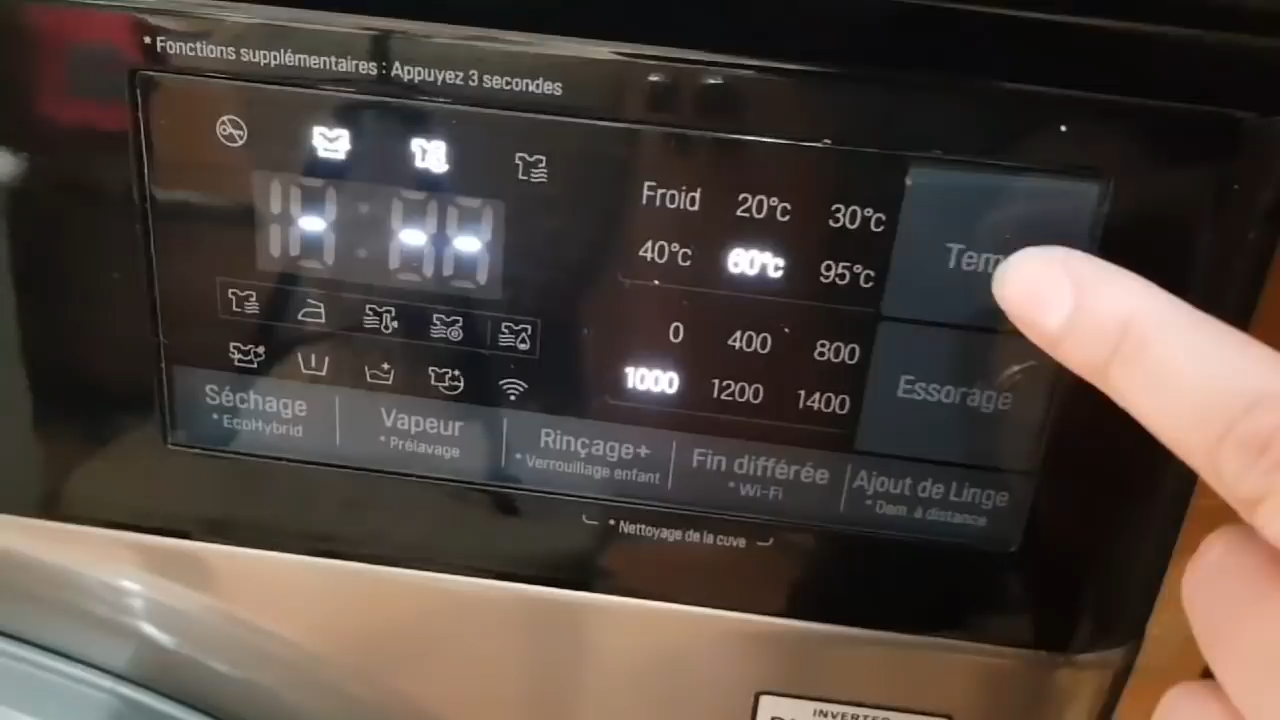 * Fonctions supplémentaires : Appuyez 3 secondes
Froid 20°c 30°c
40°c 60°c 95°c
Tem
0 400 800
1000 1200 1400
Essorage
Séchage
* EcoHybrid
Vapeur
* Prélavage
Rinçage+
* Verrouillage enfant
Fin différée
* Wi-Fi
Ajout de Linge
* Dem. à distance
* Nettoyage de la cuve
INVERTER